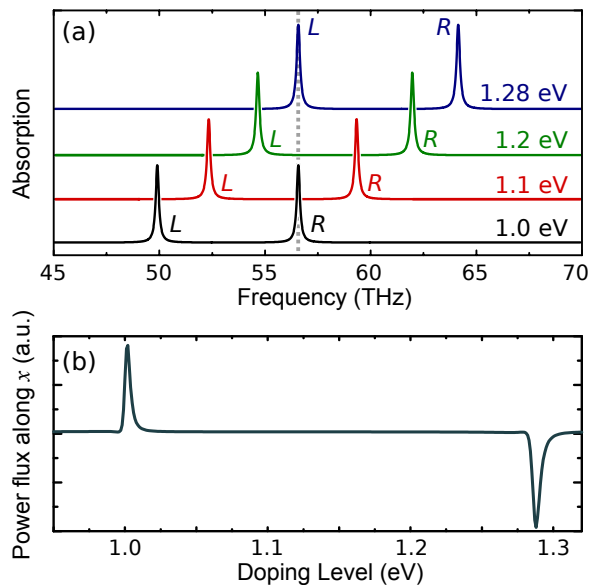 (a)
L
R
1.28 eV
L
R
1.2 eV
L
R
1.1 eV
L
R
1.0 eV
Absorption
45 50 55 60 65 70
Frequency (THz)
(b)
Power flux along x (a.u.)
1.0 1.1 1.2 1.3
Doping Level (eV)